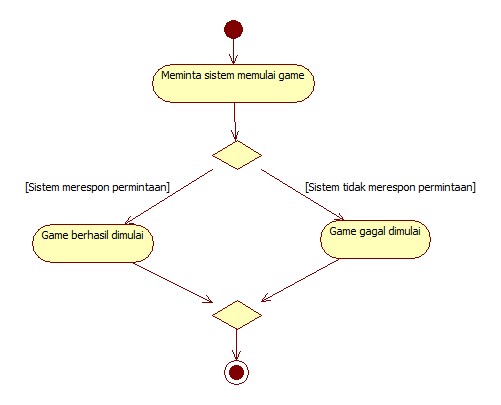 Meminta sistem memulai game
[Sistem merespon permintaan]
[Sistem tidak merespon permintaan]
Game berhasil dimulai
Game gagal dimulai